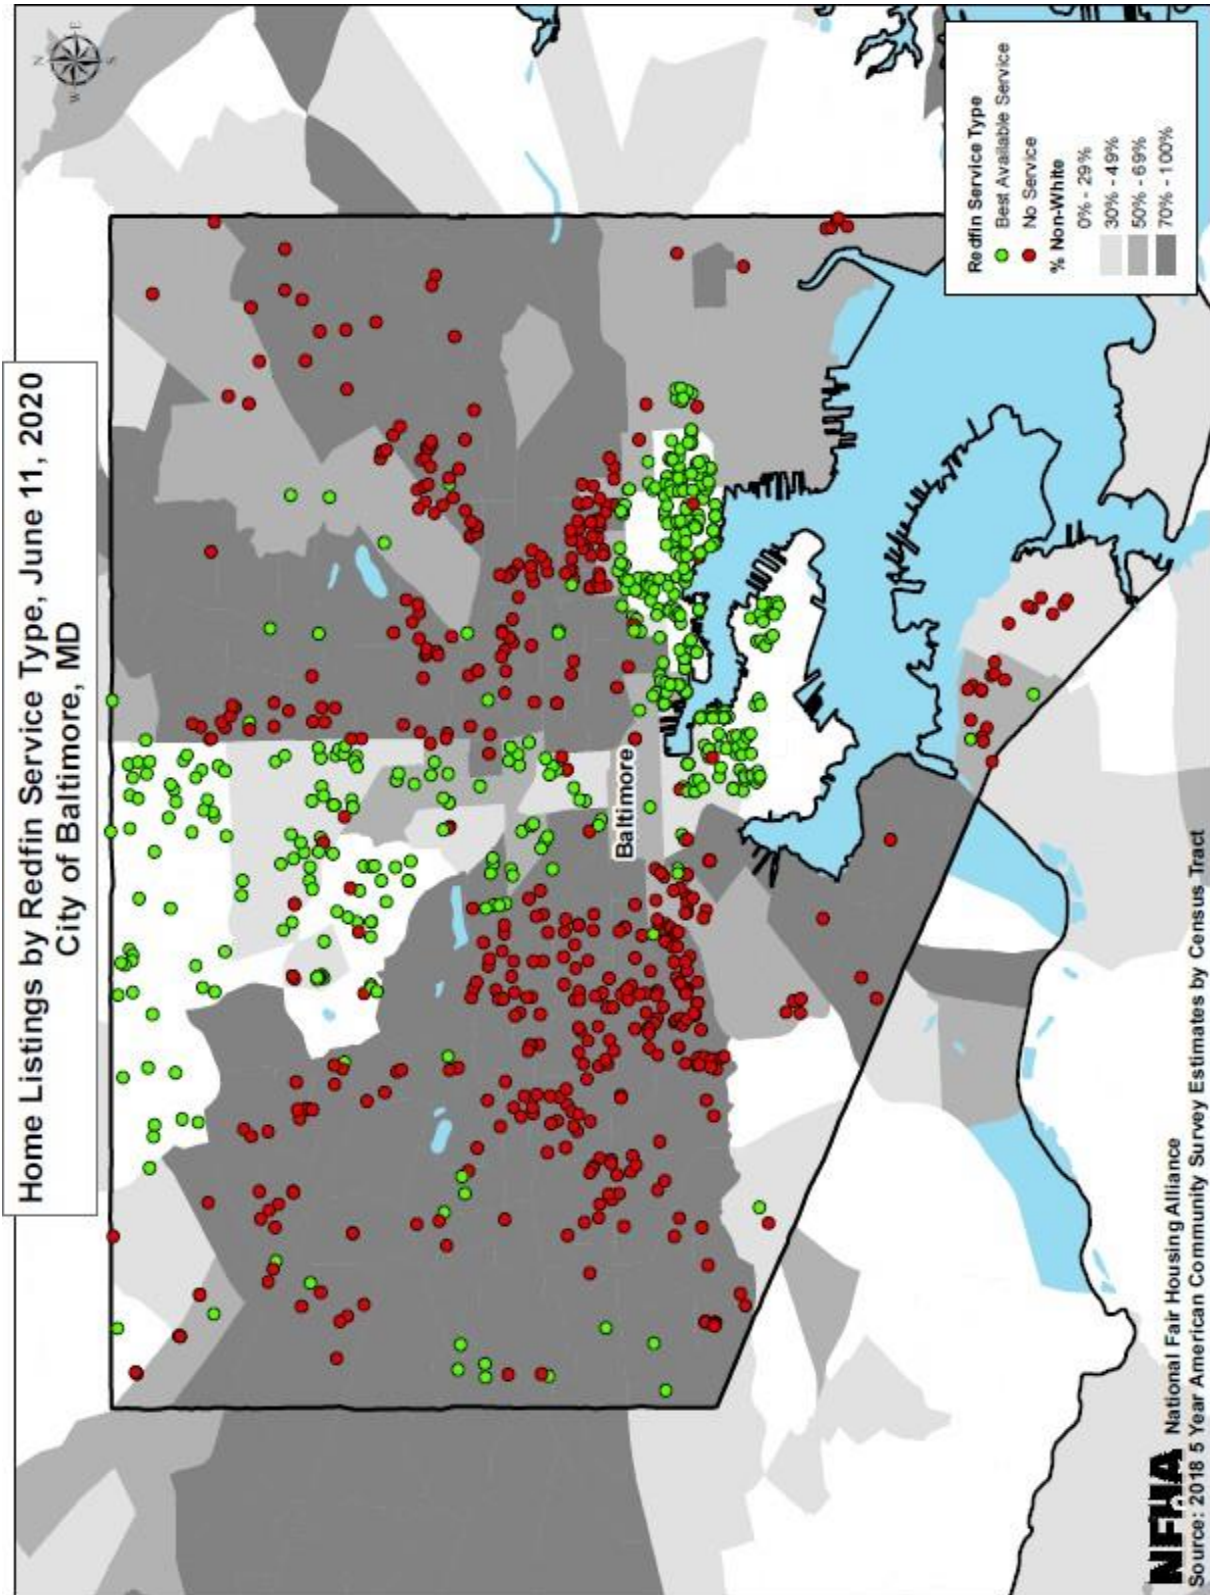 Home Listings by Redfin Service Type, June 11, 2020
City of Baltimore, MD
N
E
W
S
Baltimore
Redfin Service Type
Best Available Service
No Service
% Non-White
0% - 29%
30% - 49%
50% - 69%
70% - 100%
NFHA National Fair Housing Alliance
Source: 2018 5 Year American Community Survey Estimates by Census Tract